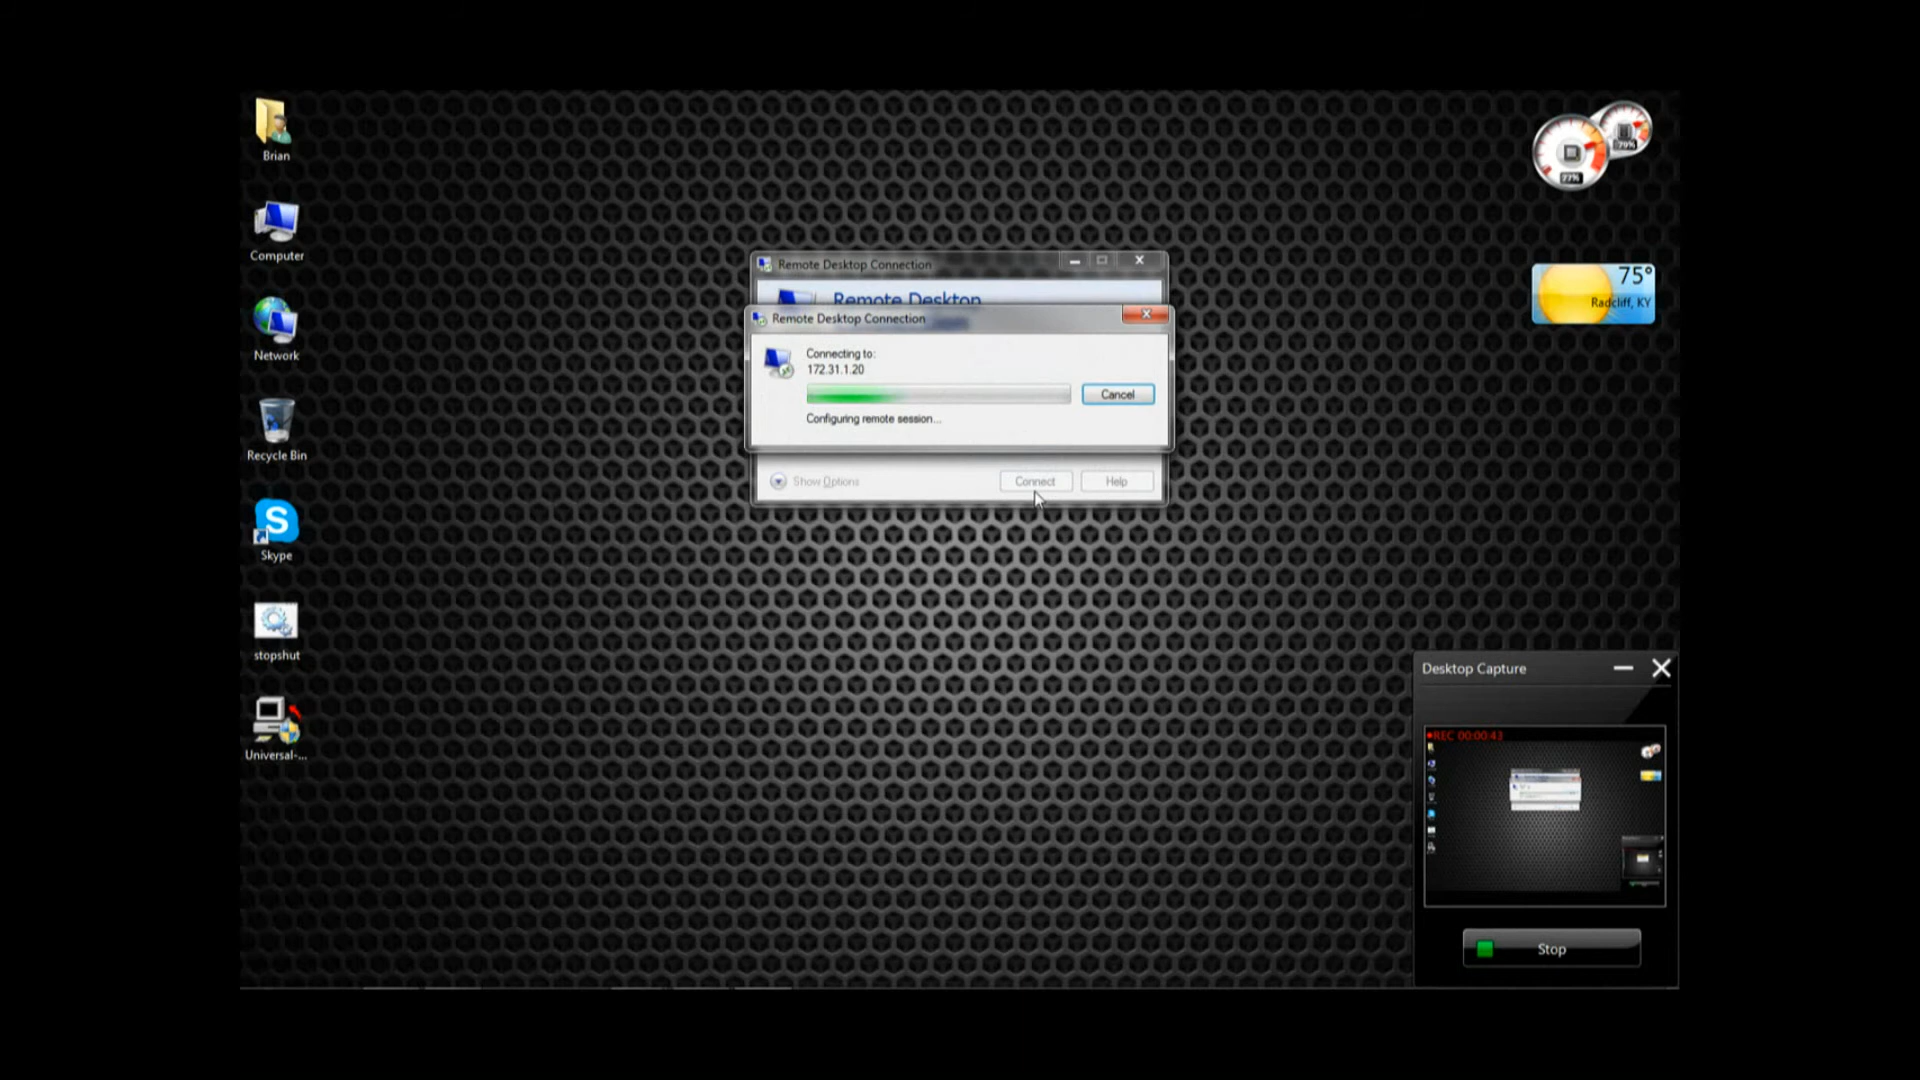 Brian
Computer
Network
Recycle Bin
Skype
stopshut
Universal-...
Remote Desktop Connection
Remote Desktop
Remote Desktop Connection
Connecting to:
172.31.1.20
Cancel
Configuring remote session...
Show Options
Connect
Help
79%
27%
75°
Radcliff, KY
Desktop Capture
REC 00:00:43
Stop